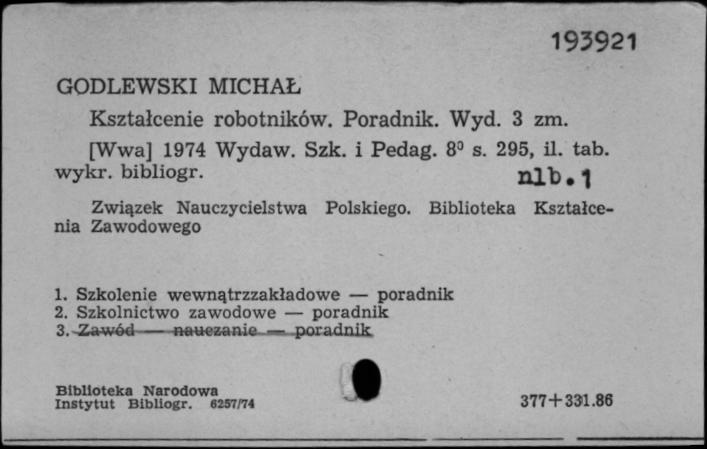 193921
GODLEWSKI MICHAŁ
Kształcenie robotników. Poradnik. Wyd. 3 zm.
[Wwa] 1974 Wydaw. Szk. i Pedag. 8⁰ s. 295, il. tab.
wykr. bibliogr. nlb. 1
Związek Nauczycielstwa Polskiego. Biblioteka Kształce-
nia Zawodowego
1. Szkolenie wewnątrzzakładowe — poradnik
2. Szkolnictwo zawodowe — poradnik
3. Zawód — nauczanie — poradnik
Biblioteka Narodowa
Instytut Bibliogr. 6257/74
377+331.86